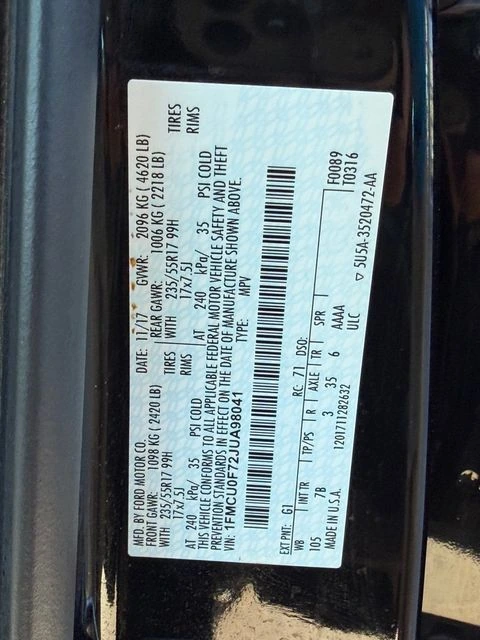 MFD. BY FORD MOTOR CO.
DATE: 11/17 GVWR: 2096 KG ( 4620 LB)
FRONT GAWR: 1098 KG ( 2420 LB) REAR GAWR: 1006 KG ( 2218 LB)
235/55R17 99H TIRES WITH 235/55R17 99H TIRES
17x7.5J RIMS 17x7.5J RIMS
AT 240 kPa/ 35 PSI COLD AT 240 kPa/ 35 PSI COLD
THIS VEHICLE CONFORMS TO ALL APPLICABLE FEDERAL MOTOR VEHICLE SAFETY AND THEFT
PREVENTION STANDARDS IN EFFECT ON THE DATE OF MANUFACTURE SHOWN ABOVE.
VIN: 1FMCU0F72JUA98041 TYPE: MPV
F0089
T0316
EXT PNT: G1 RC: 71 DSO:
WB INT TR TP/PS R AXLE TR SPR
105 7B 3 35 6 AAAA
ULC
MADE IN U.S.A. 1201711282632
▽ 5U5A-3520472-AA